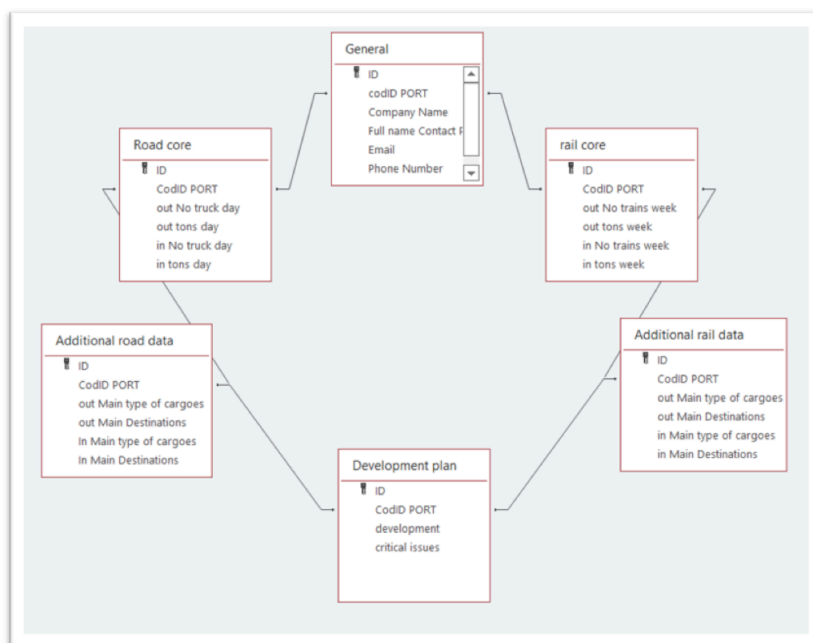 General
ID
codID PORT
Company Name
Full name Contact
Email
Phone Number
Road core
ID
CodID PORT
out No truck day
out tons day
in No truck day
in tons day
rail core
ID
CodID PORT
out No trains week
out tons week
in No trains week
in tons week
Additional road data
ID
CodID PORT
out Main type of cargoes
out Main Destinations
In Main type of cargoes
In Main Destinations
Additional rail data
ID
CodID PORT
out Main type of cargoes
out Main Destinations
in Main type of cargoes
in Main Destinations
Development plan
ID
CodID PORT
development
critical issues